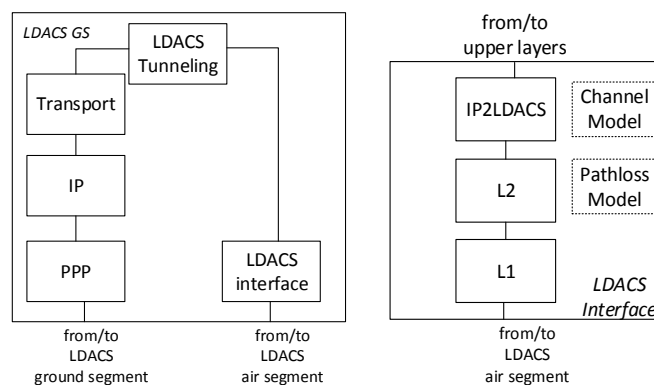 LDACS GS
LDACS
Tunneling
Transport
IP
PPP
LDACS
interface
from/to
LDACS
ground segment
from/to
LDACS
air segment
from/to
upper layers
IP2LDACS
Channel
Model
L2
Pathloss
Model
L1
LDACS
Interface
from/to
LDACS
air segment